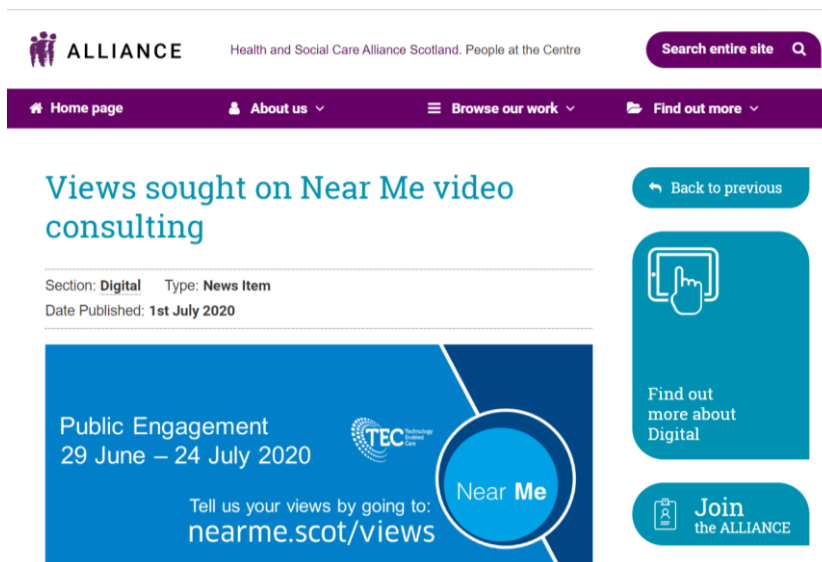 ALLIANCE
Health and Social Care Alliance Scotland. People at the Centre
Search entire site
Home page
About us
Browse our work
Find out more
Views sought on Near Me video
consulting
Back to previous
Section: Digital Type: News Item
Date Published: 1st July 2020
Public Engagement
29 June – 24 July 2020
TEC
Technology
Enabled
Care
Tell us your views by going to:
nearme.scot/views
Near Me
Find out
more about
Digital
Join
the ALLIANCE